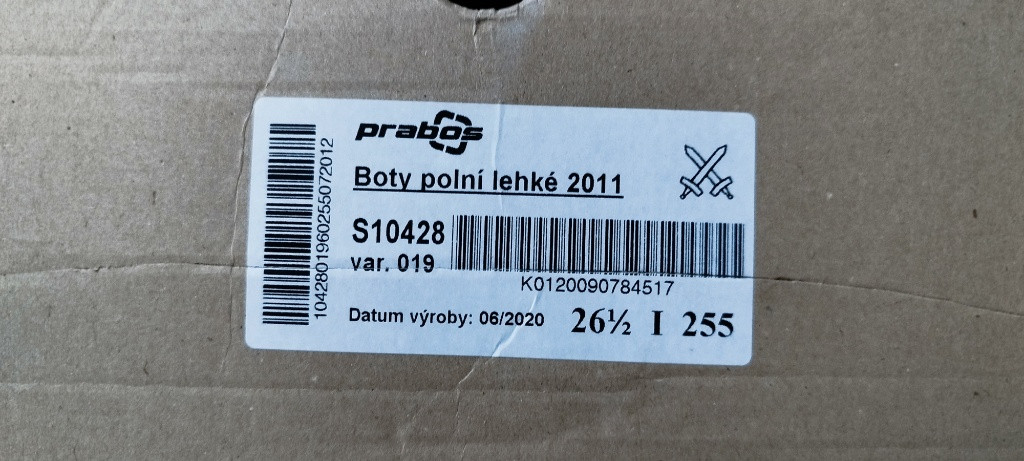 prabos
Boty polní lehké 2011
S10428
var. 019
K0120090784517
Datum výroby: 06/2020 26½ I 255
1042801960255072012